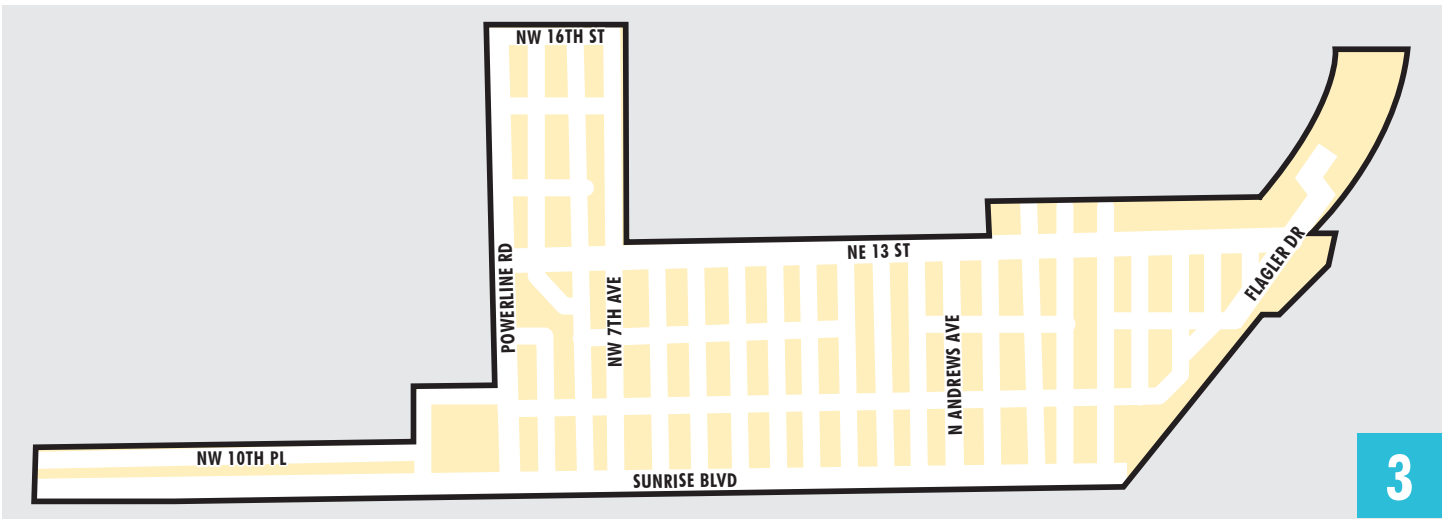 NW 16TH ST
POWERLINE RD
NW 7TH AVE
NE 13 ST
N ANDREWS AVE
FLAGLER DR
NW 10TH PL
SUNRISE BLVD
3